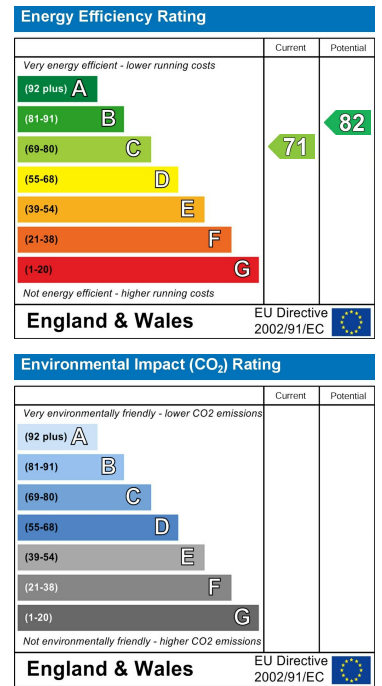 Energy Efficiency Rating
Current Potential
Very energy efficient - lower running costs
(92 plus) A
(81-91) B
82
(69-80) C
71
(55-68) D
(39-54) E
(21-38) F
(1-20) G
Not energy efficient - higher running costs
England & Wales
EU Directive
2002/91/EC
Environmental Impact (CO₂) Rating
Current Potential
Very environmentally friendly - lower CO2 emissions
(92 plus) A
(81-91) B
(69-80) C
(55-68) D
(39-54) E
(21-38) F
(1-20) G
Not environmentally friendly - higher CO2 emissions
England & Wales
EU Directive
2002/91/EC